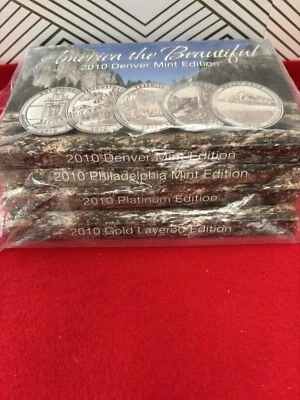 America the Beautiful
2010 Denver Mint Edition
2010 Denver Mint Edition
2010 Philadelphia Mint Edition
2010 Platinum Edition
2010 Gold Layered Edition